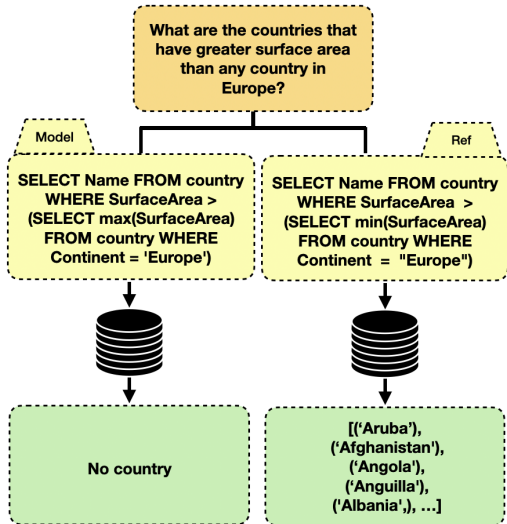 What are the countries that
have greater surface area
than any country in
Europe?
Model
SELECT Name FROM country
WHERE SurfaceArea >
(SELECT max(SurfaceArea)
FROM country WHERE
Continent = 'Europe')
Ref
SELECT Name FROM country
WHERE SurfaceArea >
(SELECT min(SurfaceArea)
FROM country WHERE
Continent = "Europe")
No country
[('Aruba’),
(‘Afghanistan'),
(‘Angola'),
(‘Anguilla'),
('Albania',), …]